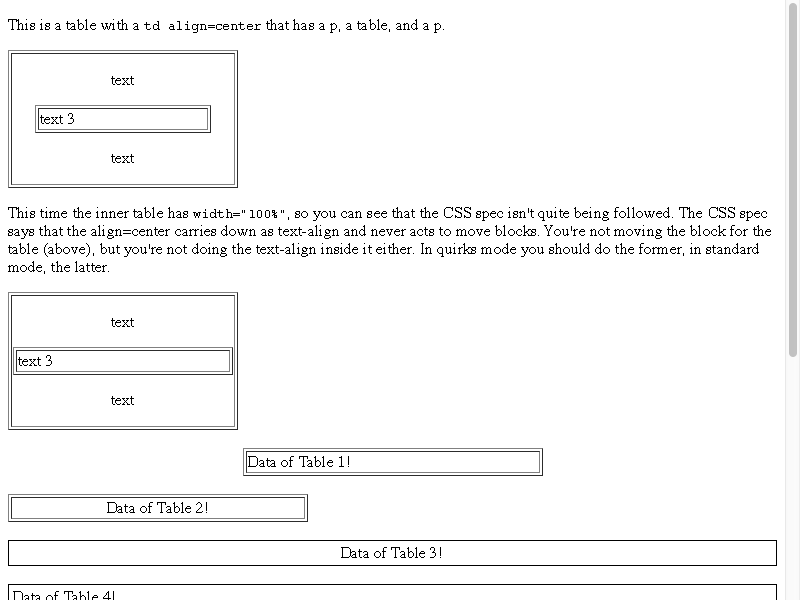 This is a table with a td align=center that has a p, a table, and a p.
text
text 3
text
This time the inner table has width="100%", so you can see that the CSS spec isn't quite being followed. The CSS spec
says that the align=center carries down as text-align and never acts to move blocks. You're not moving the block for the
table (above), but you're not doing the text-align inside it either. In quirks mode you should do the former, in standard
mode, the latter.
text
text 3
text
Data of Table 1!
Data of Table 2!
Data of Table 3!
Data of Table 4!